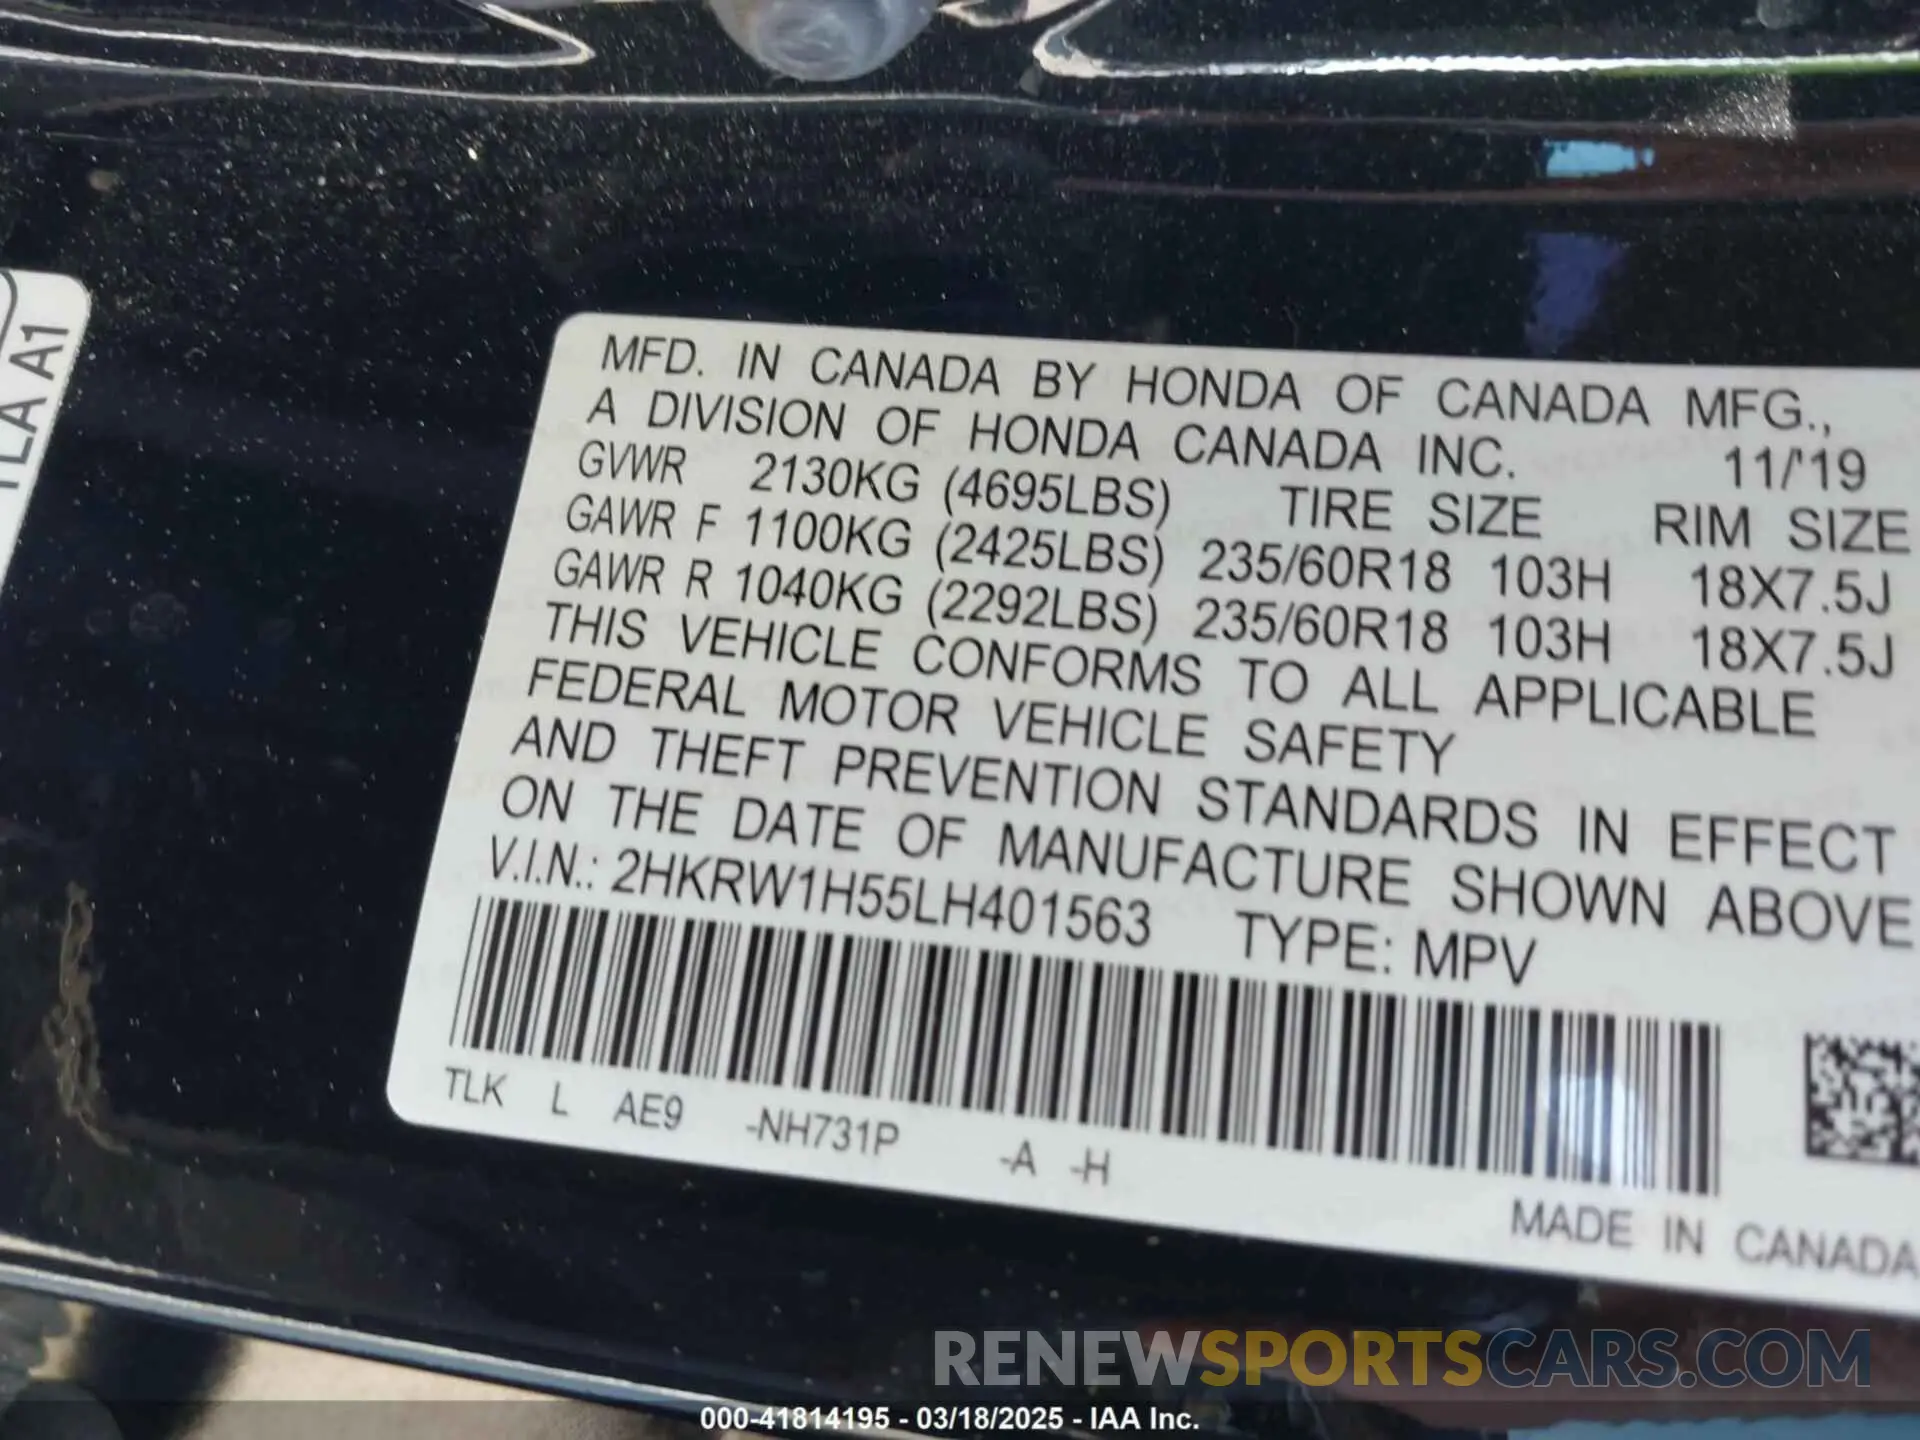 TLA A1
MFD. IN CANADA BY HONDA OF CANADA MFG.,
A DIVISION OF HONDA CANADA INC. 11/'19
GVWR 2130KG (4695LBS) TIRE SIZE RIM SIZE
GAWR F 1100KG (2425LBS) 235/60R18 103H 18X7.5J
GAWR R 1040KG (2292LBS) 235/60R18 103H 18X7.5J
THIS VEHICLE CONFORMS TO ALL APPLICABLE
FEDERAL MOTOR VEHICLE SAFETY
AND THEFT PREVENTION STANDARDS IN EFFECT
ON THE DATE OF MANUFACTURE SHOWN ABOVE
V.I.N.: 2HKRW1H55LH401563 TYPE: MPV
TLK L AE9 -NH731P -A -H
MADE IN CANADA
RENEWSPORTSCARS.COM
000-41814195 - 03/18/2025 - IAA Inc.